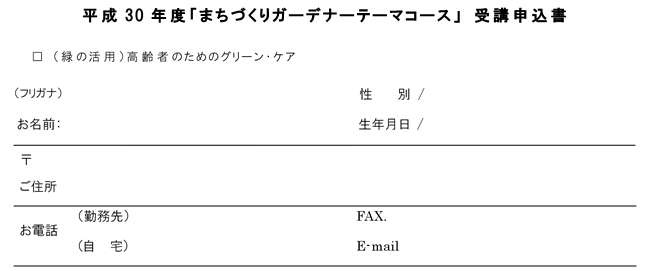 平成 30 年度「まちづくりガーデナーテーマコース」 受講申込書
□ （緑の活用）高齢者のためのグリーン・ケア
（フリガナ） 性　別 /
お名前： 生年月日 /
〒
ご住所
お電話 （勤務先） FAX.
（自　宅） E-mail